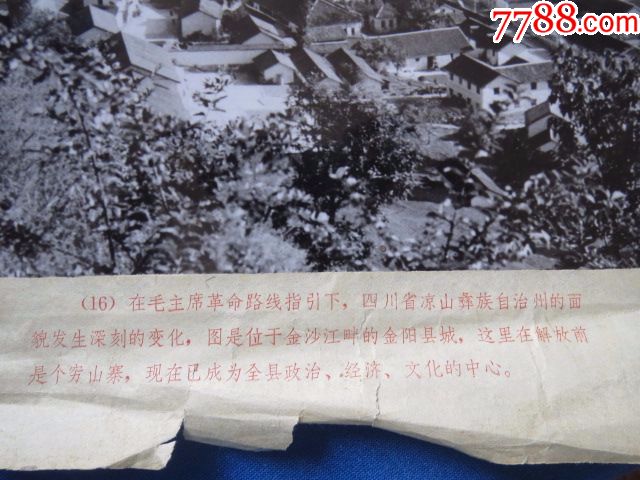 7788.com
(16) 在毛主席革命路线指引下，四川省凉山彝族自治州的面
貌发生深刻的变化，图是位于金沙江畔的金阳县城，这里在解放前
是个穷山寨，现在已成为全县政治、经济、文化的中心。